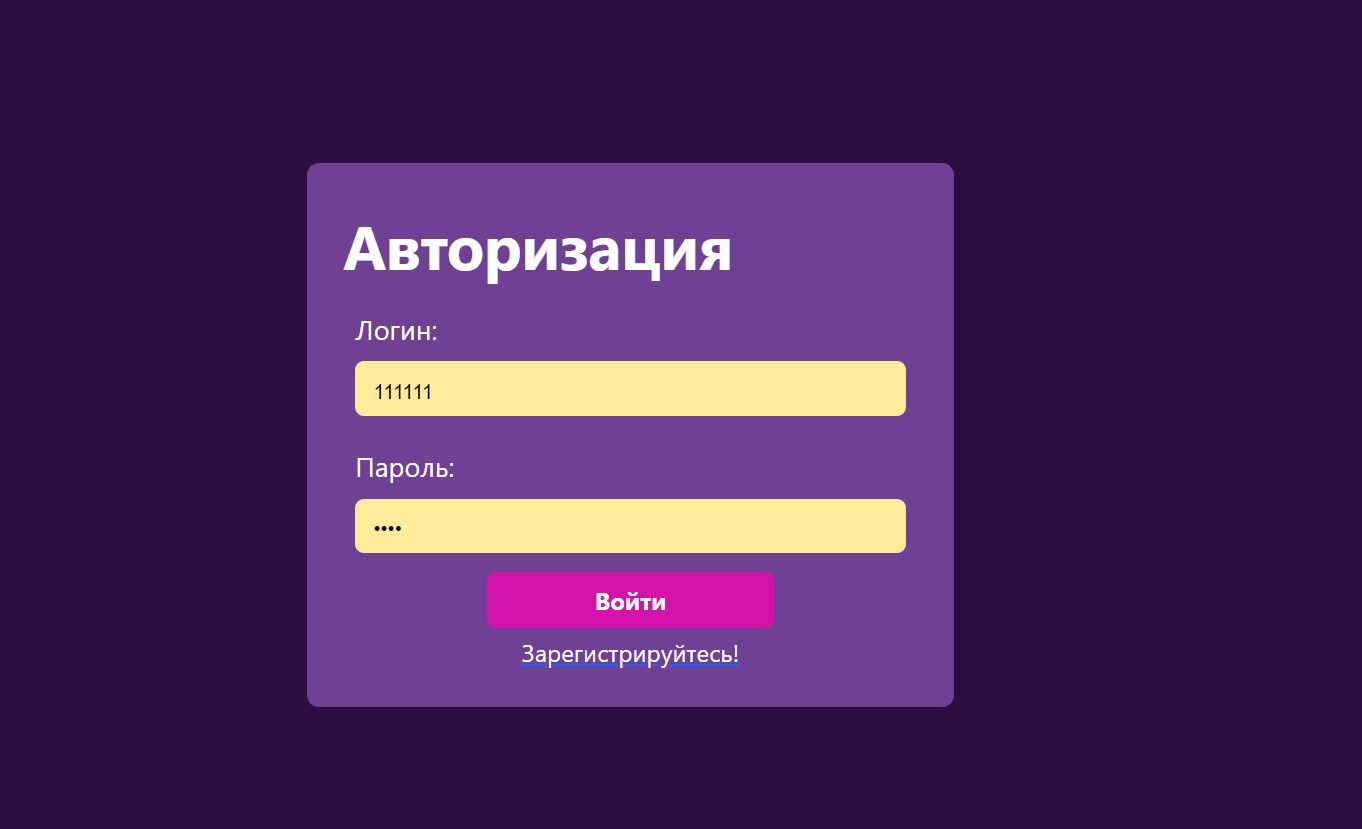 Авторизация
Логин:
111111
Пароль:
••••
Войти
Зарегистрируйтесь!